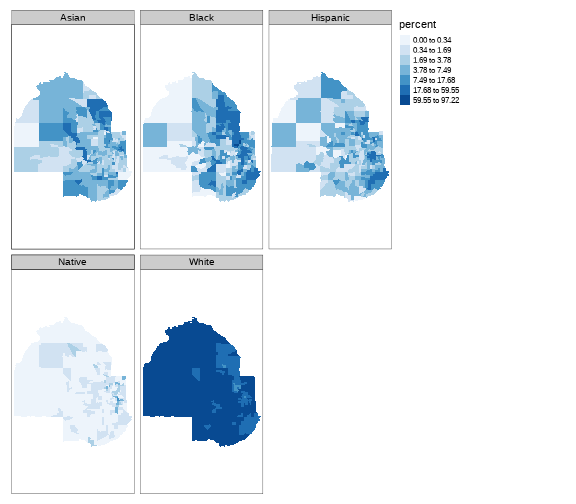 Asian
Black
Hispanic
percent
0.00 to 0.34
0.34 to 1.69
1.69 to 3.78
3.78 to 7.49
7.49 to 17.68
17.68 to 59.55
59.55 to 97.22
Native
White